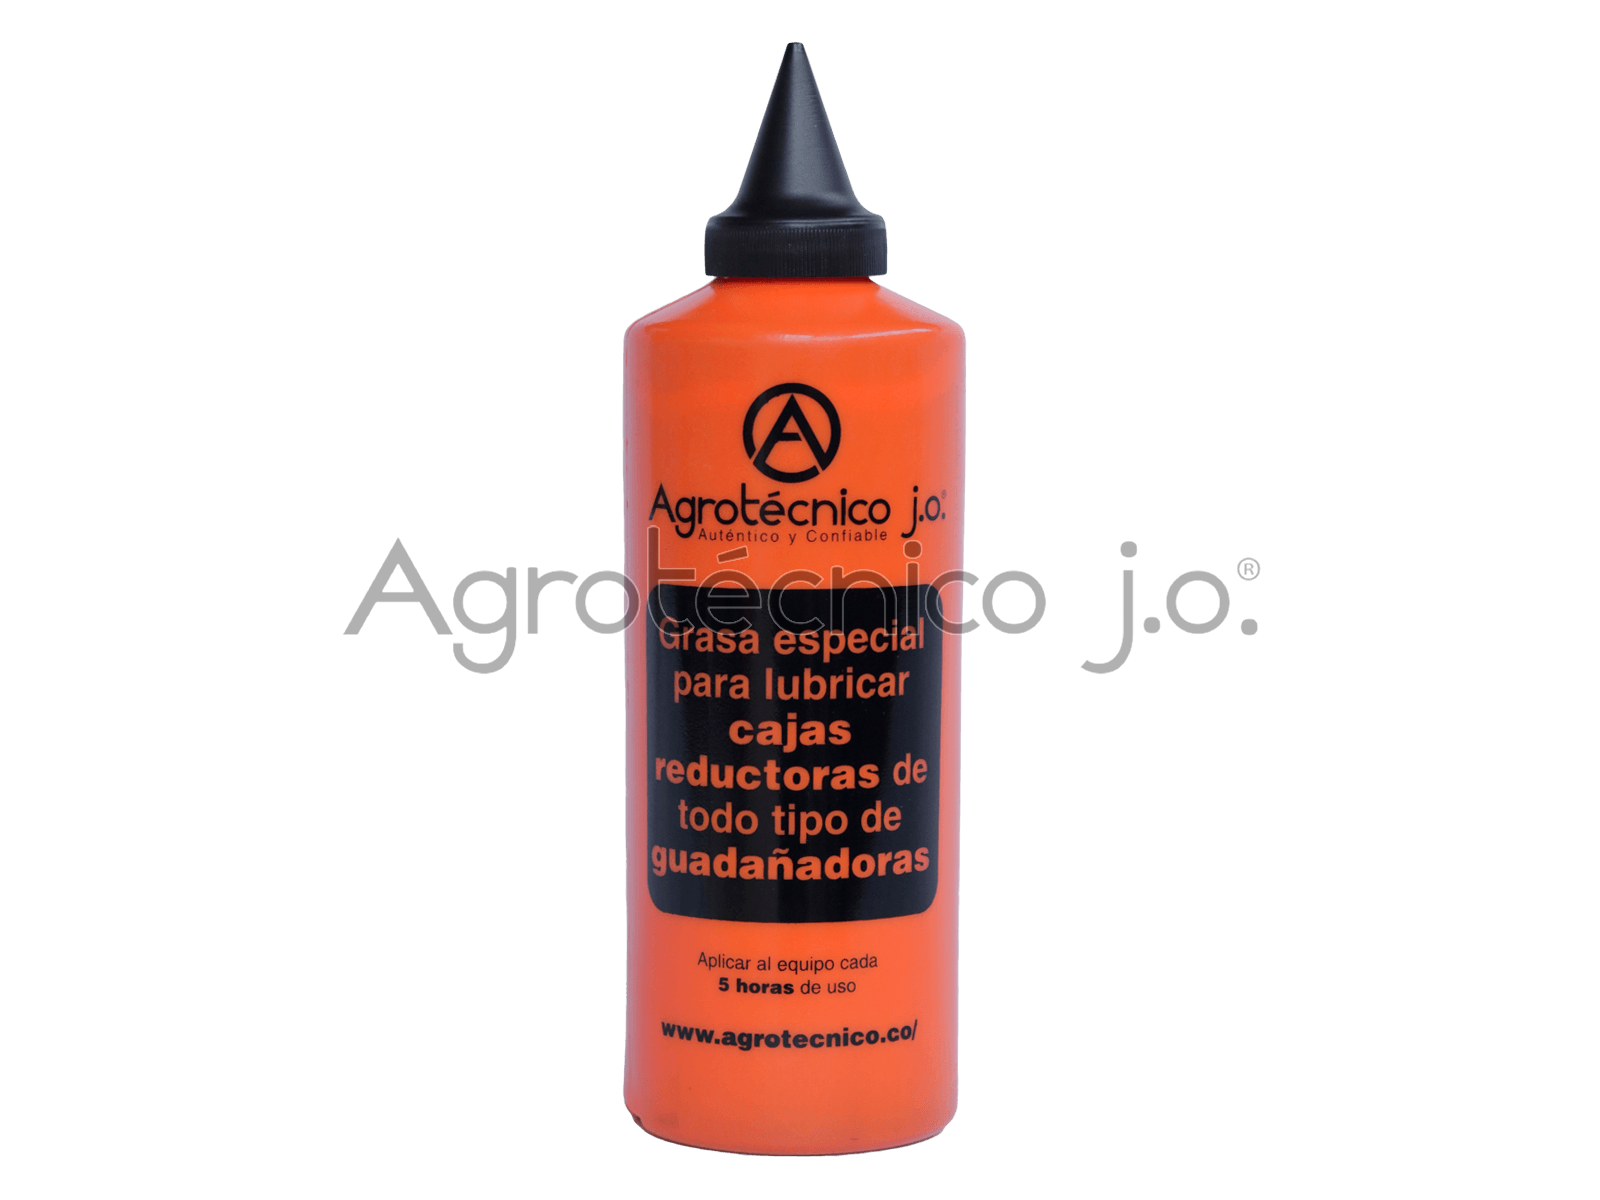 Agrotécnico j.o.®
Auténtico y Confiable
Agrotécnico j.o.®
Grasa especial
para lubricar
cajas
reductoras de
todo tipo de
guadañadoras
Aplicar al equipo cada
5 horas de uso
www.agrotecnico.co/